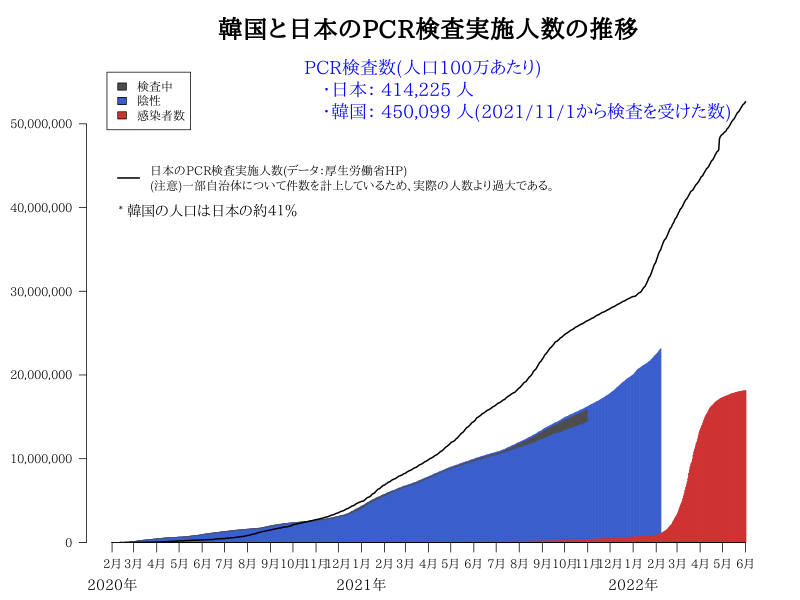 韓国と日本のPCR検査実施人数の推移
PCR検査数(人口100万あたり)
・日本: 414,225 人
・韓国: 450,099 人(2021/11/1から検査を受けた数)
検査中
陰性
感染者数
日本のPCR検査実施人数(データ：厚生労働省HP)
(注意)一部自治体について件数を計上しているため、実際の人数より過大である。
* 韓国の人口は日本の約41%
50,000,000
40,000,000
30,000,000
20,000,000
10,000,000
0
2月 3月 4月 5月 6月 7月 8月 9月 10月 11月 12月 1月 2月 3月 4月 5月 6月 7月 8月 9月 10月 11月 12月 1月 2月 3月 4月 5月 6月
2020年 2021年 2022年